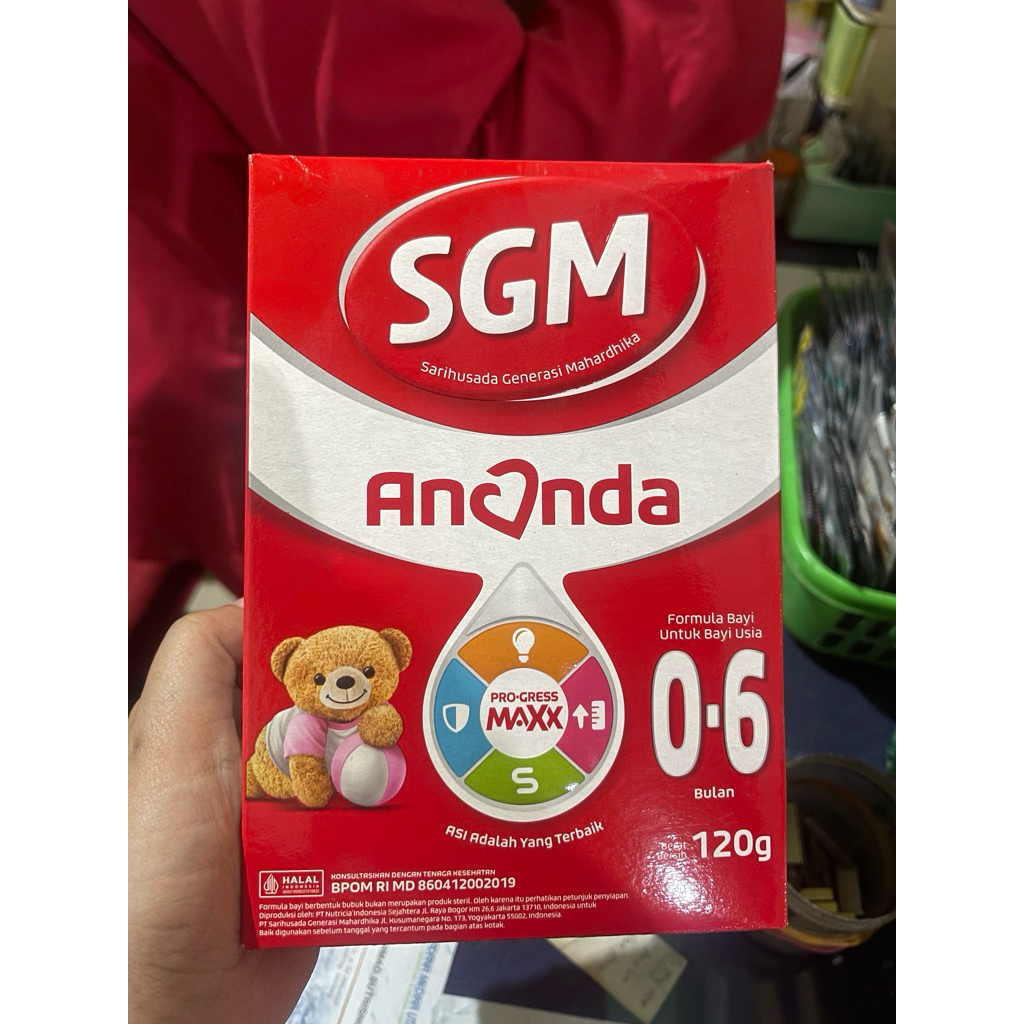 SGM
Sarihusada Generasi Mahardhika
Ananda
Formula Bayi
Untuk Bayi Usia
0-6
Bulan
PRO-GRESS
MAXx
S
ASI Adalah Yang Terbaik
Berat
Bersih
120g
HALAL
INDONESIA
KONSULTASIKAN DENGAN TENAGA KESEHATAN
BPOM RI MD 860412002019
Formula bayi berbentuk bubuk bukan merupakan produk steril. Oleh karena itu perhatikan petunjuk penyiapan.
Diproduksi oleh: PT Nutricia Indonesia Sejahtera Jl. Raya Bogor Km 26,6 Jakarta 13710, Indonesia untuk
PT Sarihusada Generasi Mahardhika Jl. Kusumanegara No. 173, Yogyakarta 55002, Indonesia.
Baik digunakan sebelum tanggal yang tercantum pada bagian atas kotak.